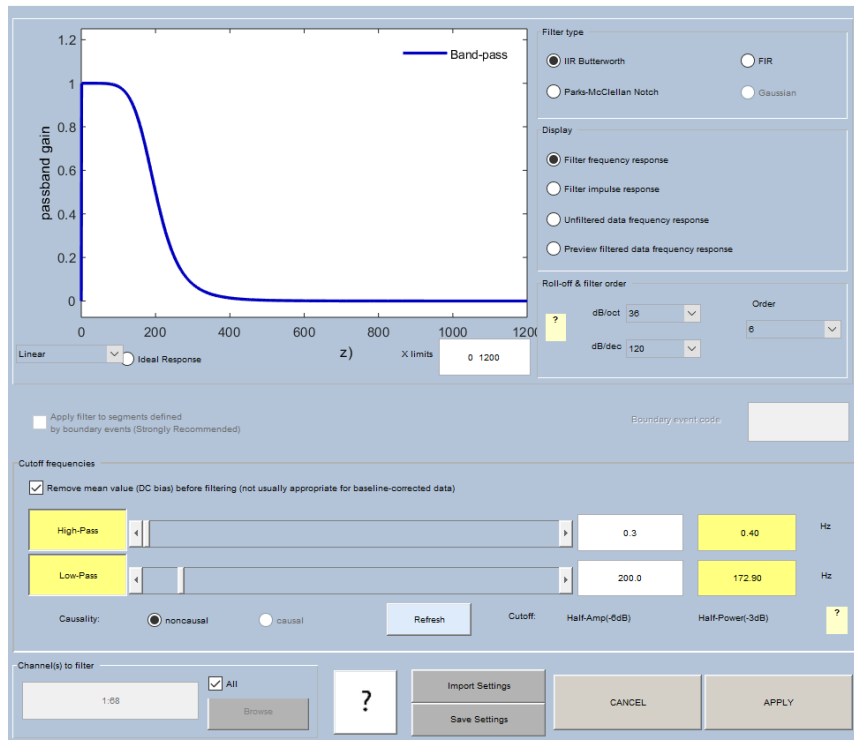 1.2
1
0.8
0.6
0.4
0.2
0
passband gain
Band-pass
0 200 400 600 800 1000 1200
Linear
Ideal Response
z)
X limits
0 1200
Filter type
IIR Butterworth
FIR
Parks-McClellan Notch
Gaussian
Display
Filter frequency response
Filter impulse response
Unfiltered data frequency response
Preview filtered data frequency response
Roll-off & filter order
?
dB/oct 36
Order
6
dB/dec 120
Apply filter to segments defined
by boundary events (Strongly Recommended)
Boundary event code
Cutoff frequencies
Remove mean value (DC bias) before filtering (not usually appropriate for baseline-corrected data)
High-Pass
0.3
0.40
Hz
Low-Pass
200.0
172.90
Hz
Causality:
noncausal
causal
Refresh
Cutoff:
Half-Amp(-6dB)
Half-Power(-3dB)
?
Channel(s) to filter
1:68
All
Browse
?
Import Settings
Save Settings
CANCEL
APPLY